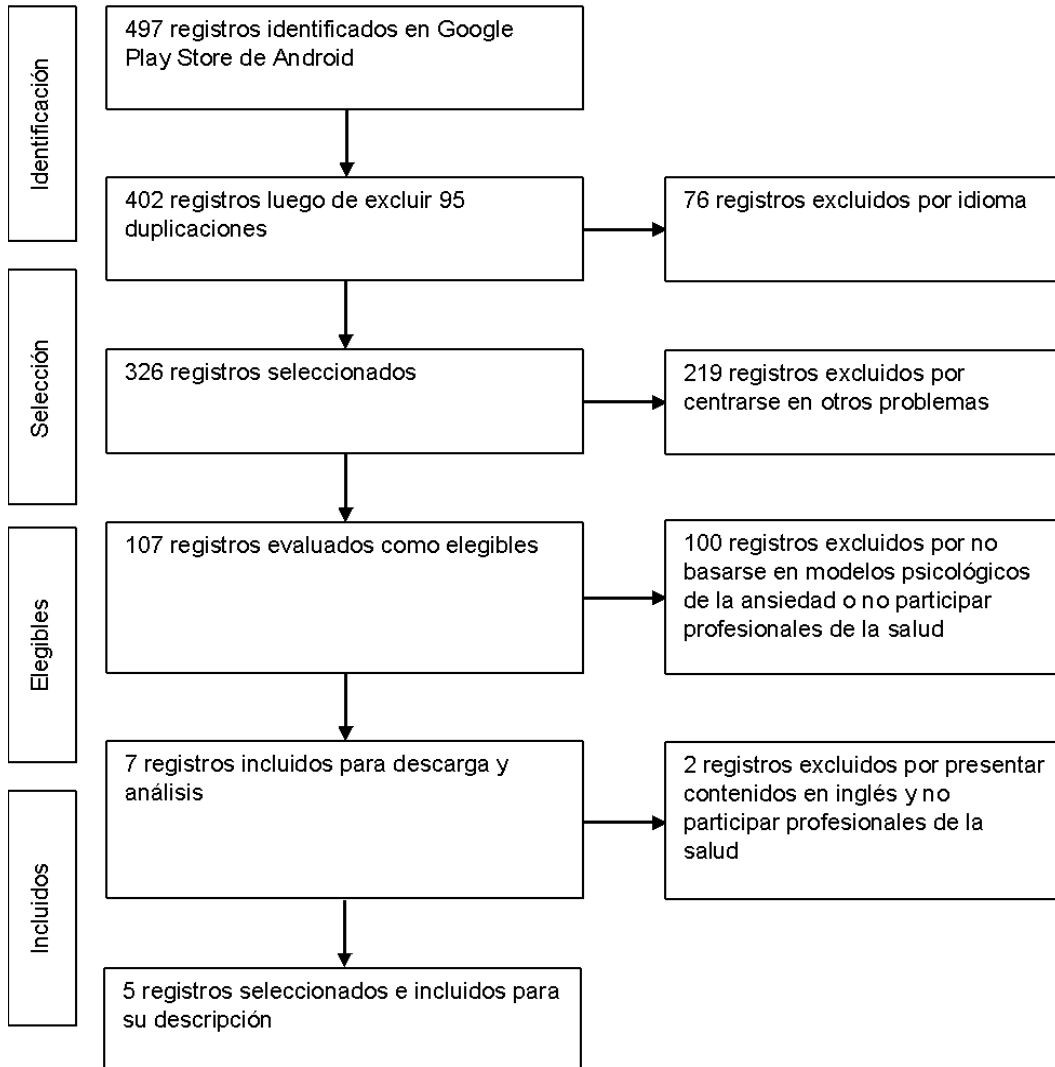 Identificación
497 registros identificados en Google
Play Store de Android
402 registros luego de excluir 95
duplicaciones
76 registros excluidos por idioma
Selección
326 registros seleccionados
219 registros excluidos por
centrarse en otros problemas
Elegibles
107 registros evaluados como elegibles
100 registros excluidos por no
basarse en modelos psicológicos
de la ansiedad o no participar
profesionales de la salud
7 registros incluidos para descarga y
análisis
2 registros excluidos por presentar
contenidos en inglés y no
participar profesionales de la
salud
Incluidos
5 registros seleccionados e incluidos para
su descripción